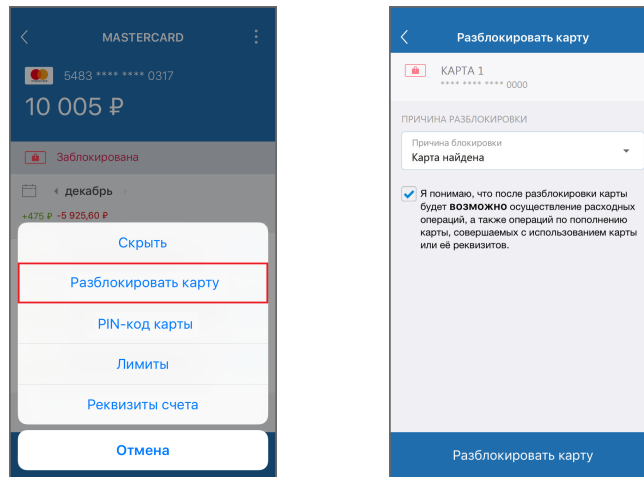 MASTERCARD
5483 **** **** 0317
10 005 ₽
Заблокирована
декабрь
+475 ₽ -5 925,60 ₽
Скрыть
Разблокировать карту
PIN-код карты
Лимиты
Реквизиты счета
Отмена
Разблокировать карту
КАРТА 1
**** **** **** 0000
ПРИЧИНА РАЗБЛОКИРОВКИ
Причина блокировки
Карта найдена
Я понимаю, что после разблокировки карты
будет возможно осуществление расходных
операций, а также операций по пополнению
карты, совершаемых с использованием карты
или её реквизитов.
Разблокировать карту